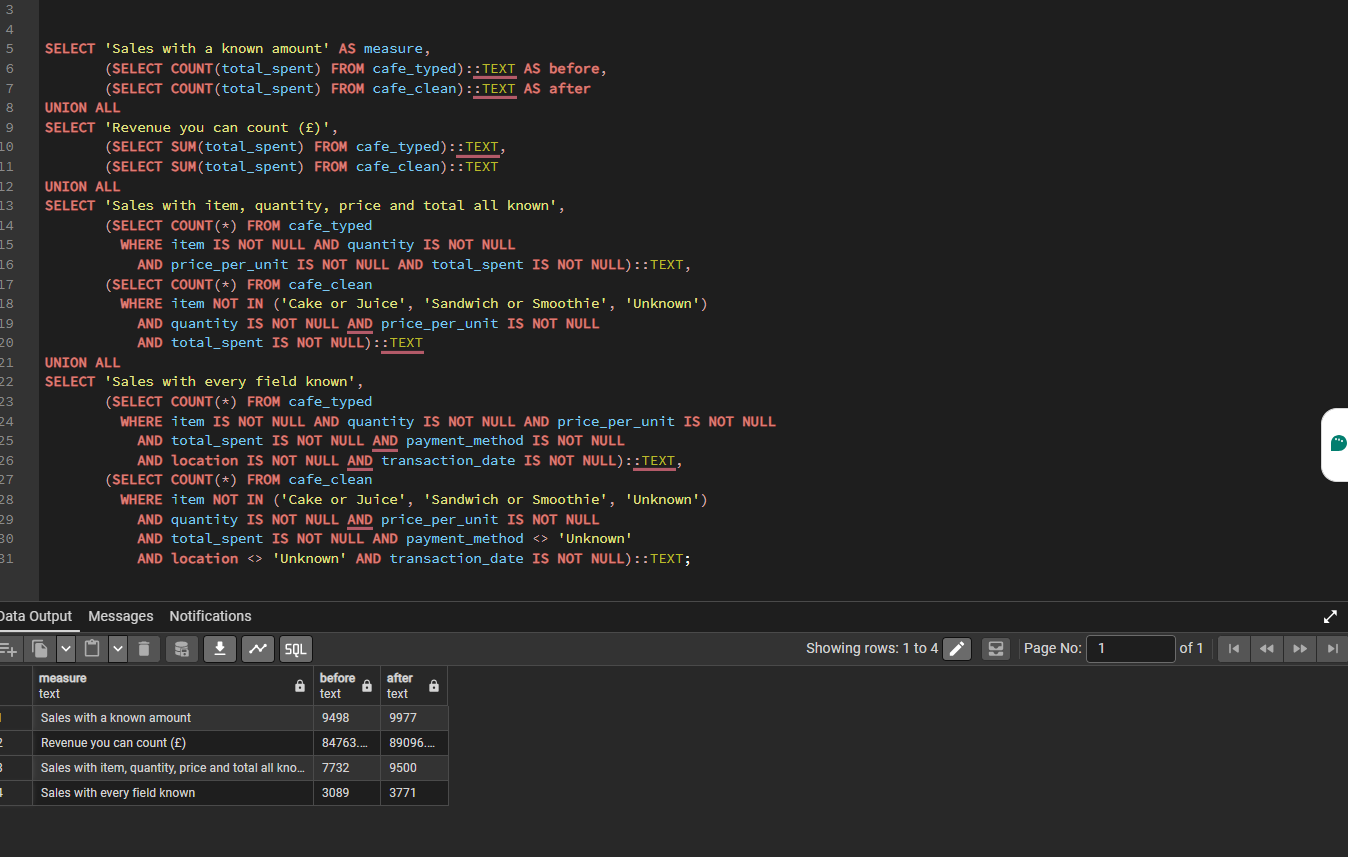 3
4
5 SELECT 'Sales with a known amount' AS measure,
6 (SELECT COUNT(total_spent) FROM cafe_typed)::TEXT AS before,
7 (SELECT COUNT(total_spent) FROM cafe_clean)::TEXT AS after
8 UNION ALL
9 SELECT 'Revenue you can count (£)',
10 (SELECT SUM(total_spent) FROM cafe_typed)::TEXT,
11 (SELECT SUM(total_spent) FROM cafe_clean)::TEXT
12 UNION ALL
13 SELECT 'Sales with item, quantity, price and total all known',
14 (SELECT COUNT(*) FROM cafe_typed
15 WHERE item IS NOT NULL AND quantity IS NOT NULL
16 AND price_per_unit IS NOT NULL AND total_spent IS NOT NULL)::TEXT,
17 (SELECT COUNT(*) FROM cafe_clean
18 WHERE item NOT IN ('Cake or Juice', 'Sandwich or Smoothie', 'Unknown')
19 AND quantity IS NOT NULL AND price_per_unit IS NOT NULL
20 AND total_spent IS NOT NULL)::TEXT
21 UNION ALL
22 SELECT 'Sales with every field known',
23 (SELECT COUNT(*) FROM cafe_typed
24 WHERE item IS NOT NULL AND quantity IS NOT NULL AND price_per_unit IS NOT NULL
25 AND total_spent IS NOT NULL AND payment_method IS NOT NULL
26 AND location IS NOT NULL AND transaction_date IS NOT NULL)::TEXT,
27 (SELECT COUNT(*) FROM cafe_clean
28 WHERE item NOT IN ('Cake or Juice', 'Sandwich or Smoothie', 'Unknown')
29 AND quantity IS NOT NULL AND price_per_unit IS NOT NULL
30 AND total_spent IS NOT NULL AND payment_method <> 'Unknown'
31 AND location <> 'Unknown' AND transaction_date IS NOT NULL)::TEXT;
Data Output Messages Notifications
SQL Showing rows: 1 to 4 Page No: 1 of 1
measure before after
text text text
1 Sales with a known amount 9498 9977
2 Revenue you can count (£) 84763.... 89096....
3 Sales with item, quantity, price and total all kno... 7732 9500
4 Sales with every field known 3089 3771